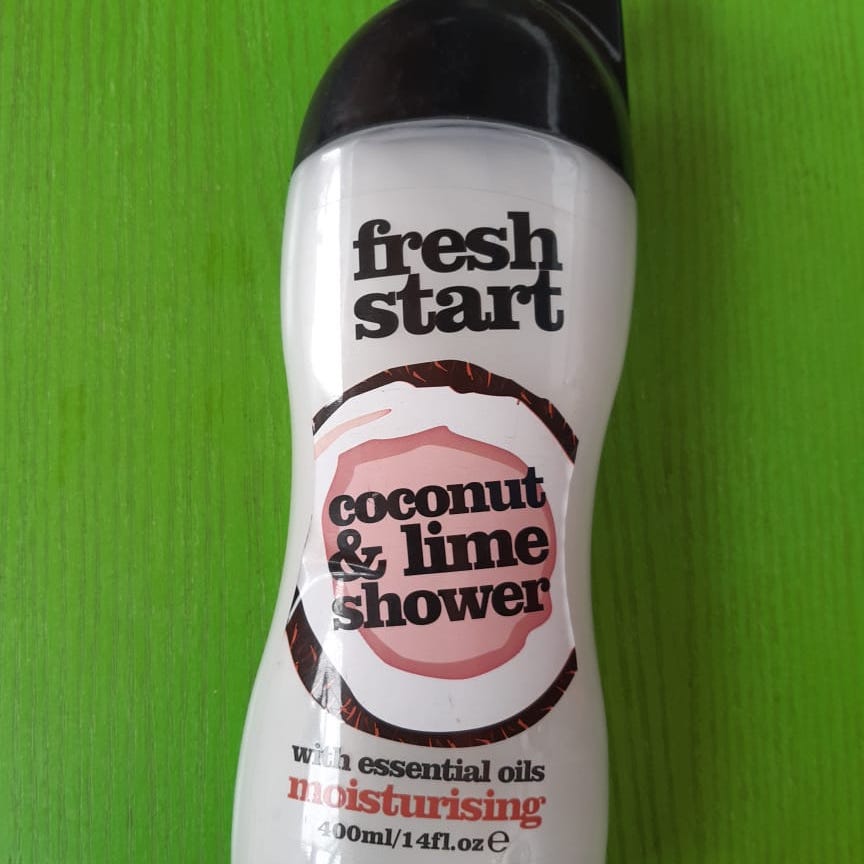 fresh
start
coconut
& lime
shower
with essential oils
moisturising
400ml/14fl.oz ℮